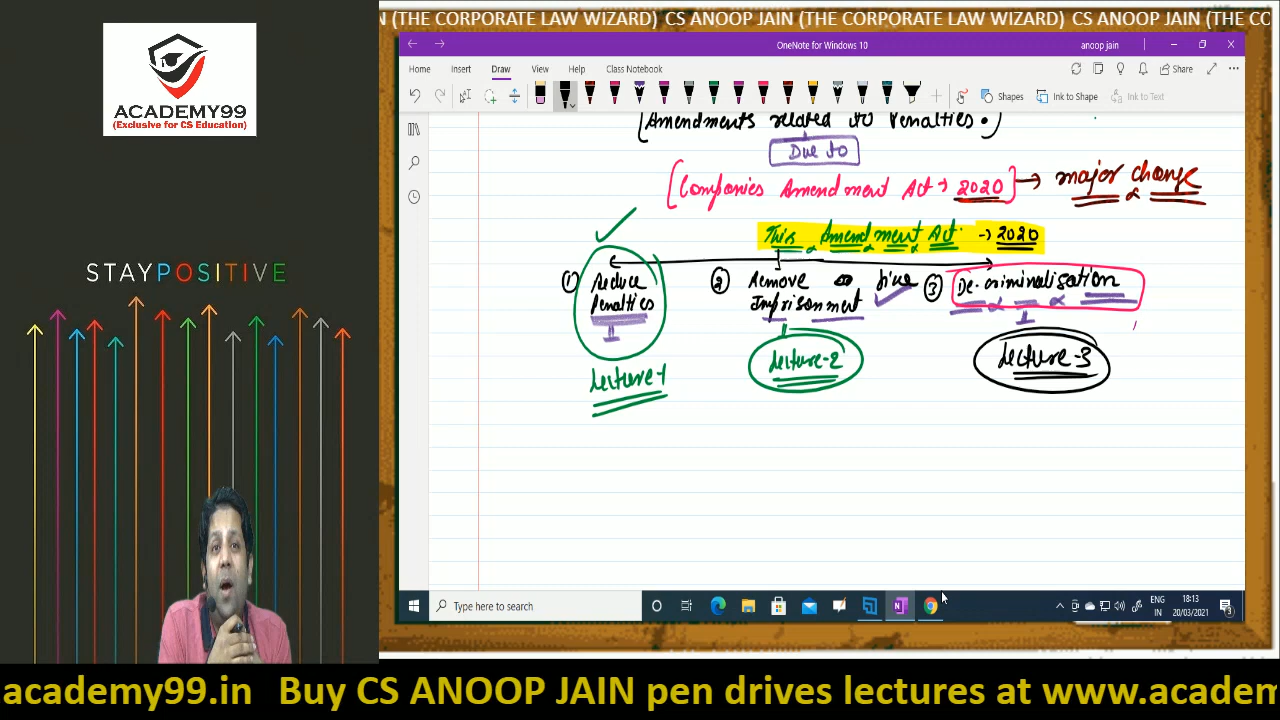 N (THE CORPORATE LAW WIZARD) CS ANOOP JAIN (THE CORPORATE LAW WIZARD) CS ANOOP JAIN (THE CO
ACADEMY99
(Exclusive for CS Education)
STAYPOSITIVE
OneNote for Windows 10
anoop jain
Home Insert Draw View Help Class Notebook
Share
Shapes Ink to Shape Ink to Text
[Amendments related to Penalties.]
Due to
[Companies Amendment Act → 2020] → major change
This Amendment Act. → 2020
① Reduce Penalties
② Remove Imprisonment or fine
③ De-criminalisation
Lecture-1
Lecture-2
Lecture-3
Type here to search
ENG
IN
18:13
20/03/2021
3
academy99.in Buy CS ANOOP JAIN pen drives lectures at www.academ